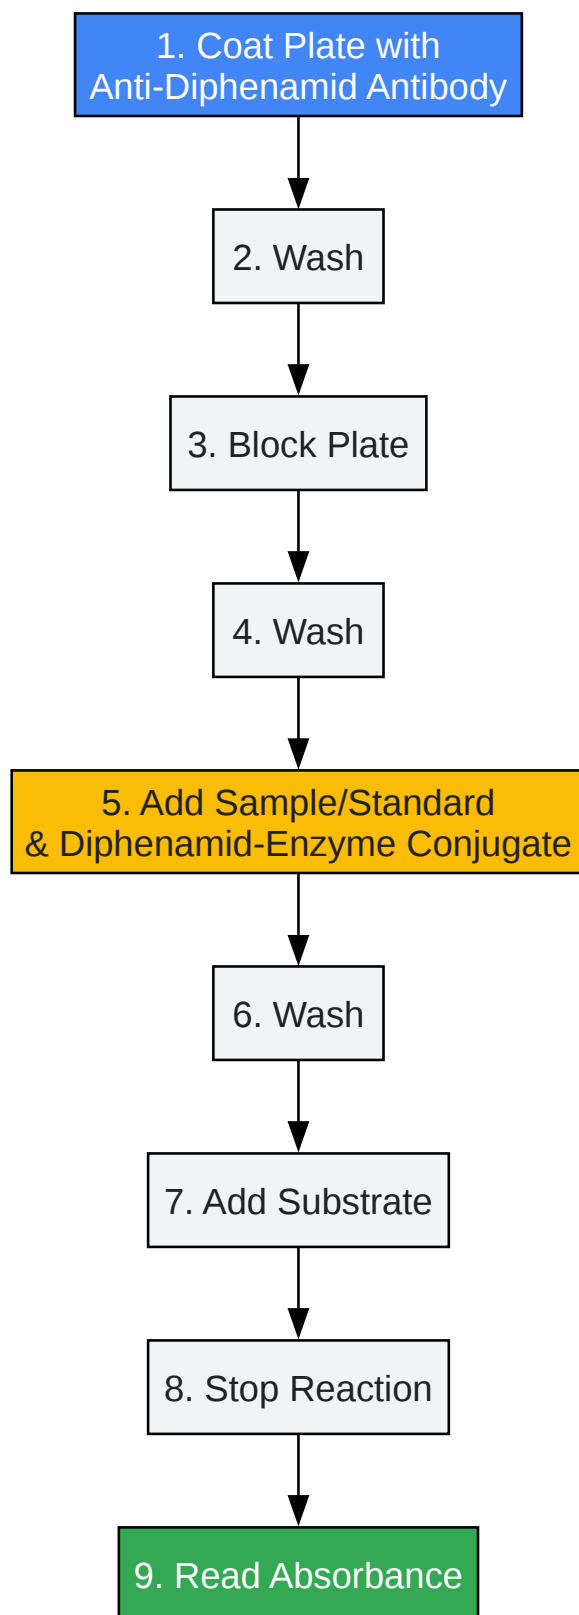 1. Coat Plate with
Anti-Diphenamid Antibody
2. Wash
3. Block Plate
4. Wash
5. Add Sample/Standard
& Diphenamid-Enzyme Conjugate
6. Wash
7. Add Substrate
8. Stop Reaction
9. Read Absorbance